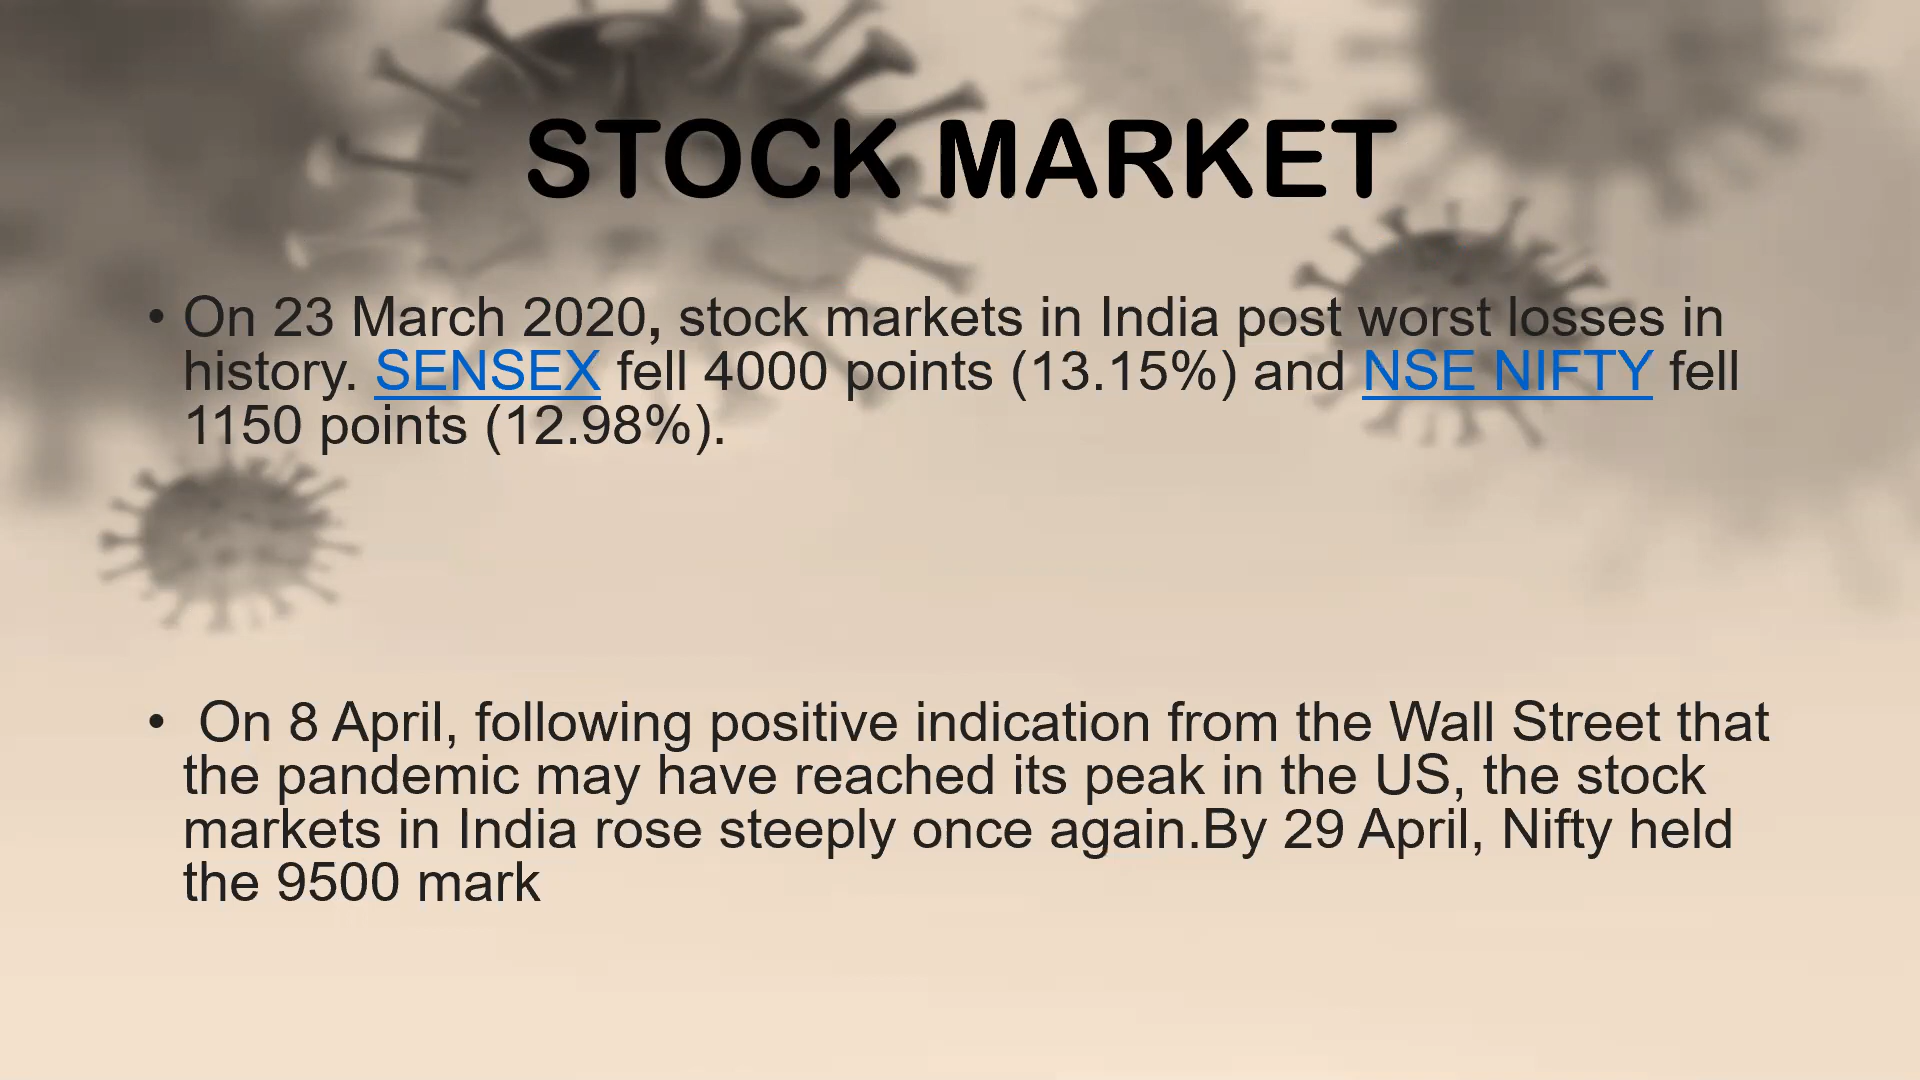 STOCK MARKET
• On 23 March 2020, stock markets in India post worst losses in
history. SENSEX fell 4000 points (13.15%) and NSE NIFTY fell
1150 points (12.98%).
• On 8 April, following positive indication from the Wall Street that
the pandemic may have reached its peak in the US, the stock
markets in India rose steeply once again.By 29 April, Nifty held
the 9500 mark